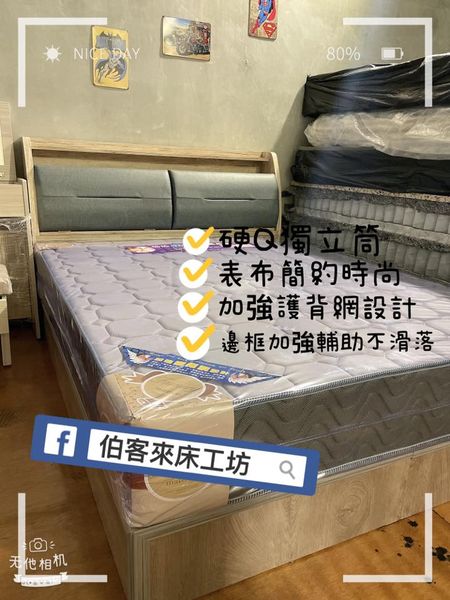 NICE DAY
80%
硬Q獨立筒
表布簡約時尚
加強護背網設計
邊框加強輔助不滑落
f 伯客來床工坊
无他相机